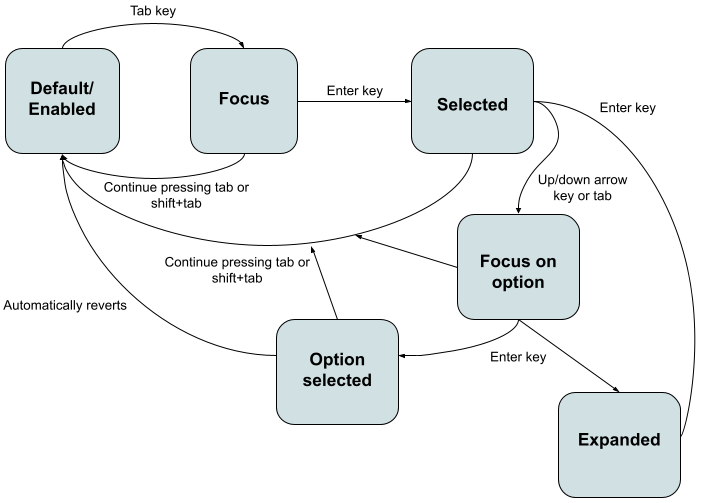 Tab key
Default/
Enabled
Focus
Enter key
Selected
Enter key
Continue pressing tab or
shift+tab
Up/down arrow
key or tab
Focus on
option
Continue pressing tab or
shift+tab
Automatically reverts
Option
selected
Enter key
Expanded